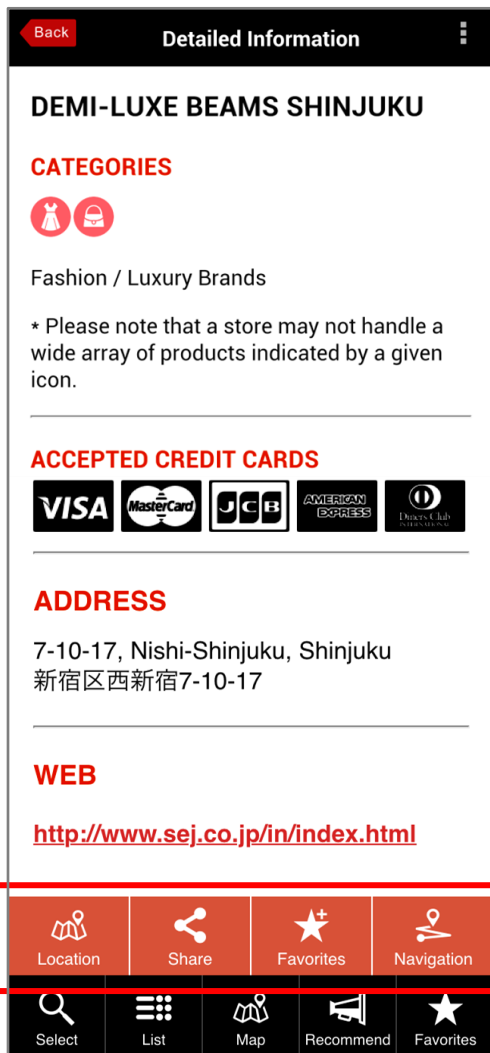 Back
Detailed Information
DEMI-LUXE BEAMS SHINJUKU
CATEGORIES
Fashion / Luxury Brands
* Please note that a store may not handle a
wide array of products indicated by a given
icon.
ACCEPTED CREDIT CARDS
VISA MasterCard JCB AMERICAN EXPRESS Diners Club INTERNATIONAL
ADDRESS
7-10-17, Nishi-Shinjuku, Shinjuku
新宿区西新宿7-10-17
WEB
http://www.sej.co.jp/in/index.html
Location Share Favorites Navigation
Select List Map Recommend Favorites